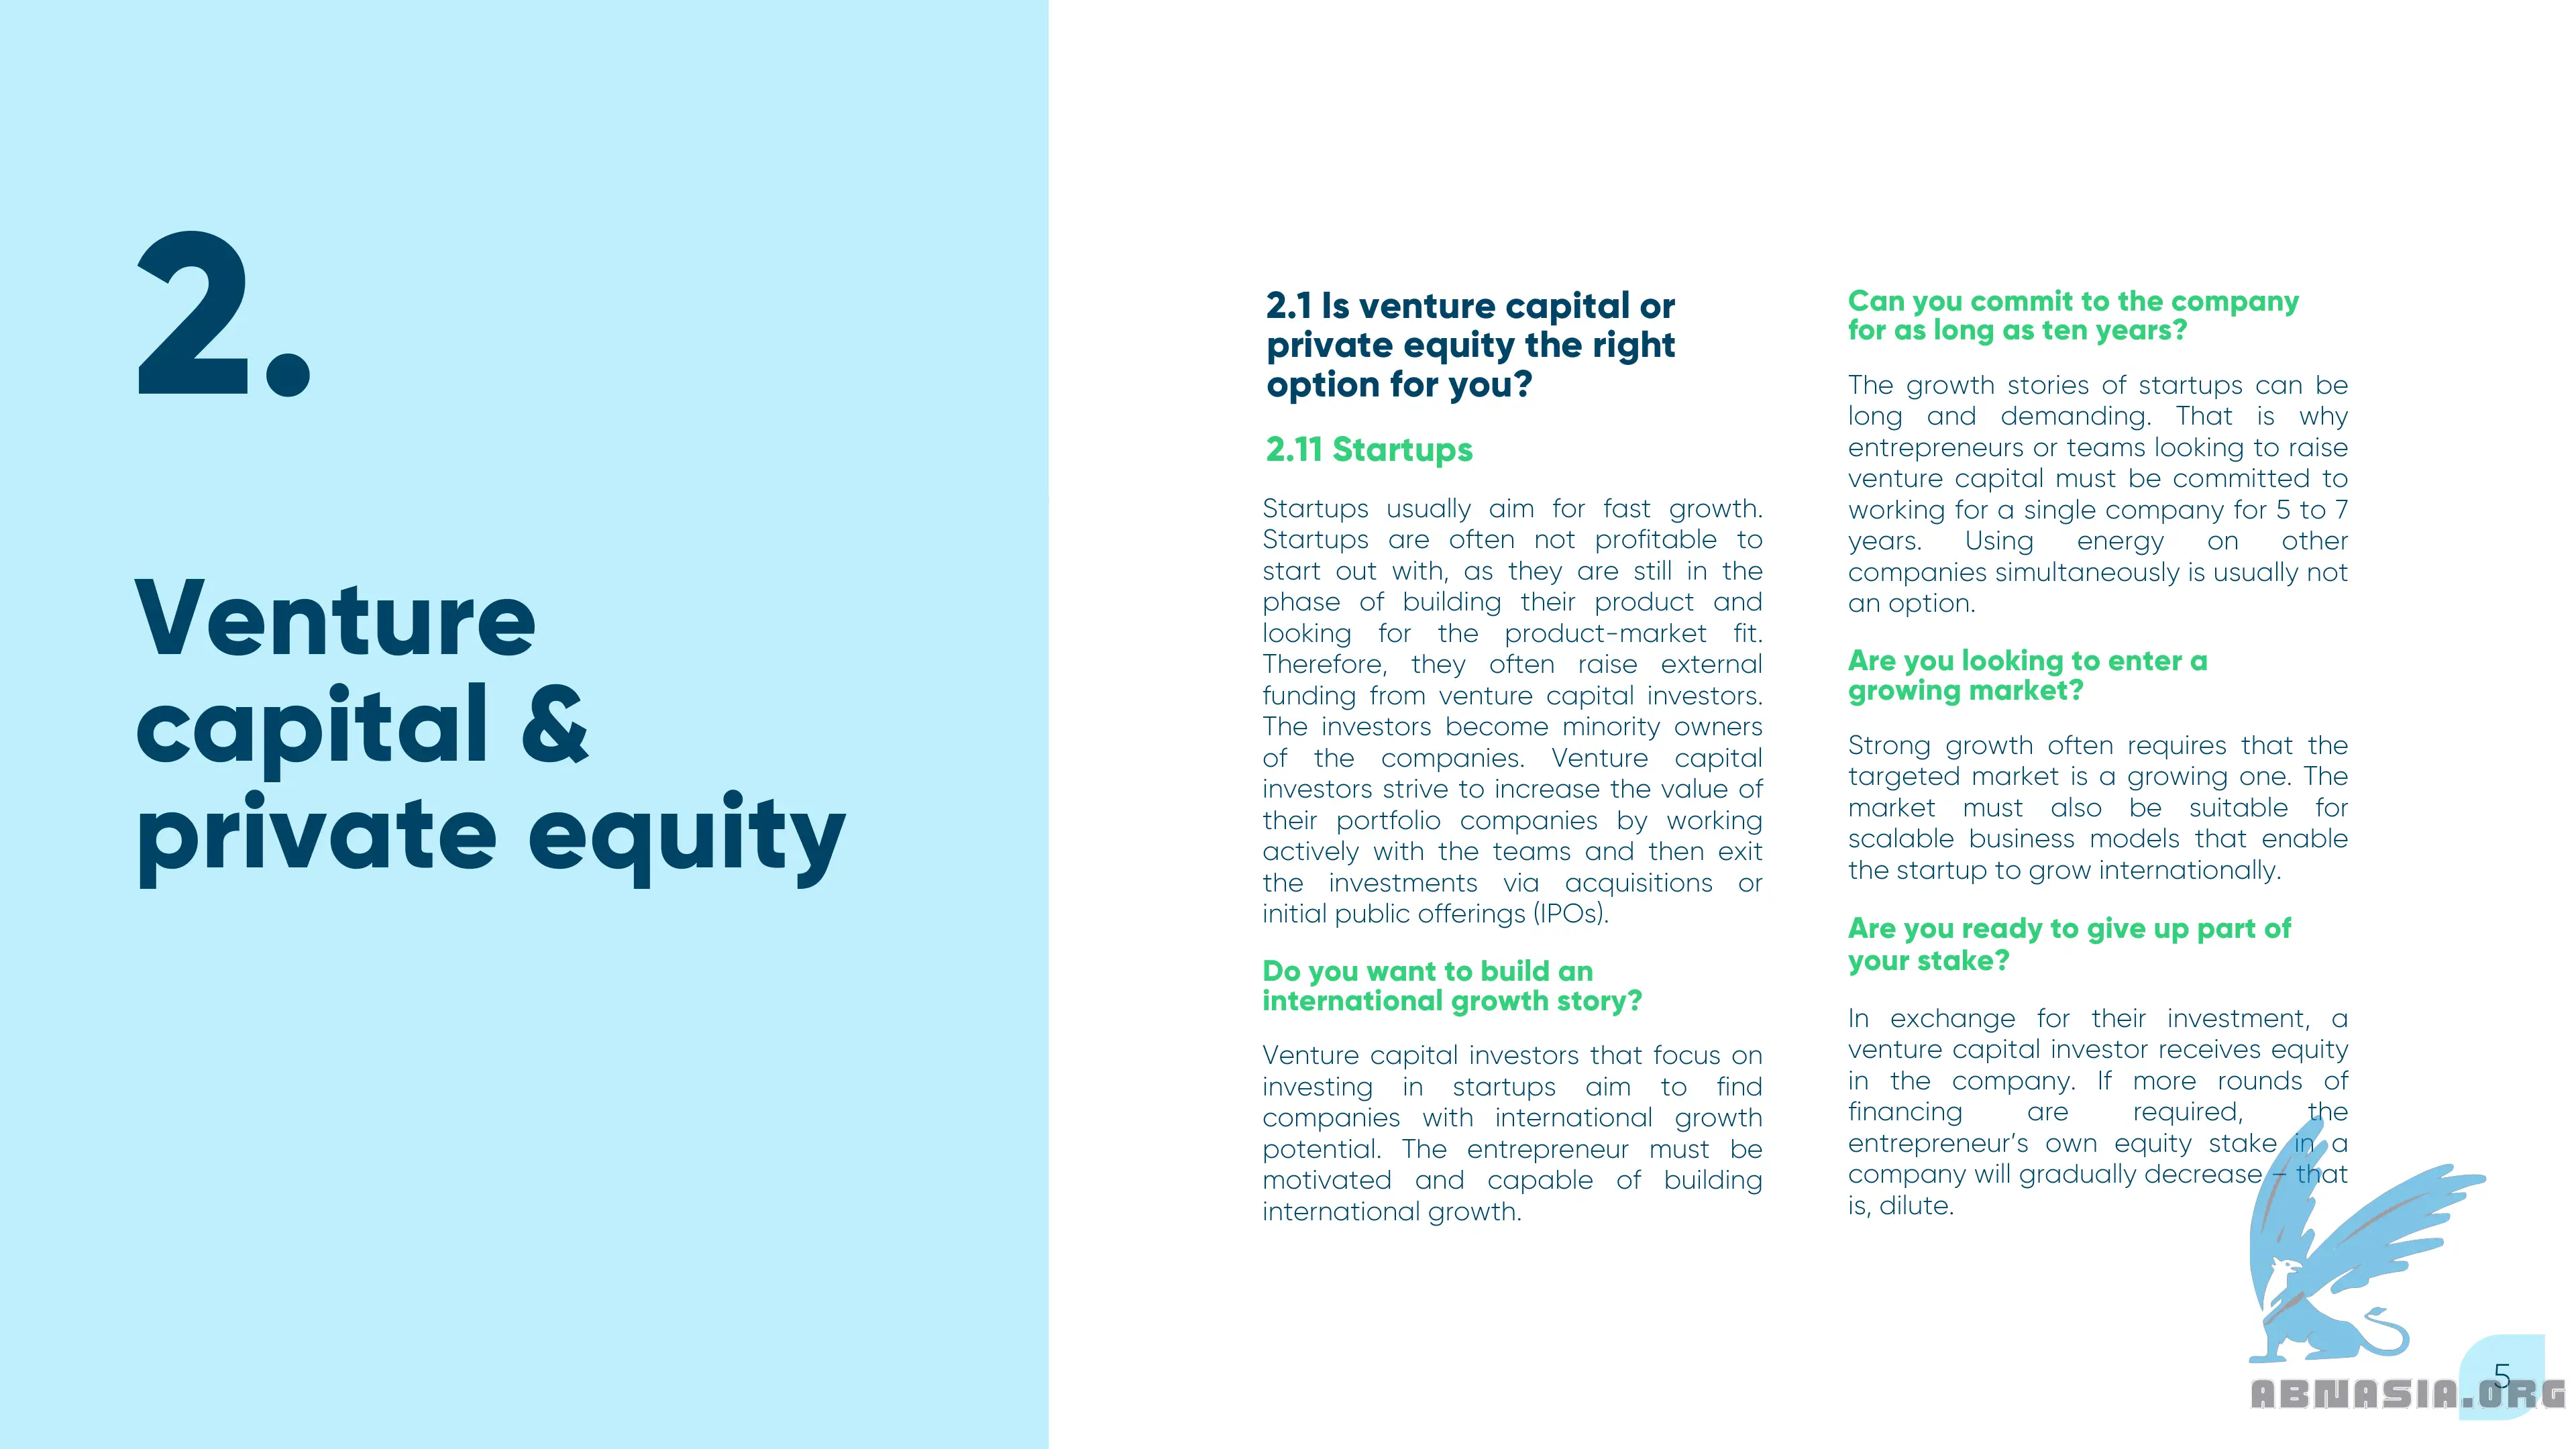 2.
Venture
capital &
private equity
2.1 Is venture capital or
private equity the right
option for you?
2.11 Startups
Startups usually aim for fast growth.
Startups are often not profitable to
start out with, as they are still in the
phase of building their product and
looking for the product-market fit.
Therefore, they often raise external
funding from venture capital investors.
The investors become minority owners
of the companies. Venture capital
investors strive to increase the value of
their portfolio companies by working
actively with the teams and then exit
the investments via acquisitions or
initial public offerings (IPOs).
Do you want to build an
international growth story?
Venture capital investors that focus on
investing in startups aim to find
companies with international growth
potential. The entrepreneur must be
motivated and capable of building
international growth.
Can you commit to the company
for as long as ten years?
The growth stories of startups can be
long and demanding. That is why
entrepreneurs or teams looking to raise
venture capital must be committed to
working for a single company for 5 to 7
years. Using energy on other
companies simultaneously is usually not
an option.
Are you looking to enter a
growing market?
Strong growth often requires that the
targeted market is a growing one. The
market must also be suitable for
scalable business models that enable
the startup to grow internationally.
Are you ready to give up part of
your stake?
In exchange for their investment, a
venture capital investor receives equity
in the company. If more rounds of
financing are required, the
entrepreneur’s own equity stake in a
company will gradually decrease – that
is, dilute.
5
ABNASIA.ORG